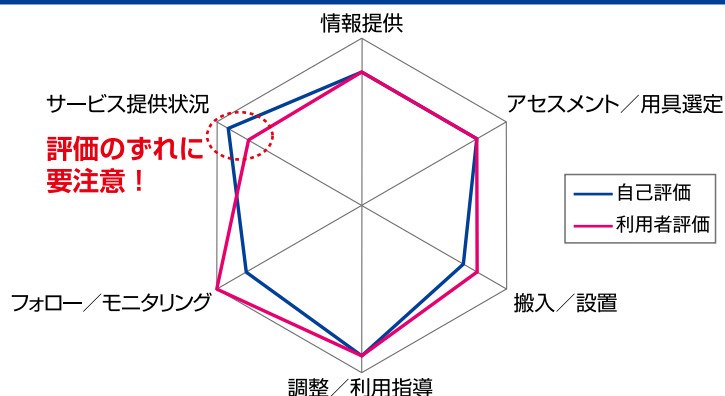 情報提供
サービス提供状況
アセスメント／用具選定
評価のずれに
要注意！
自己評価
利用者評価
フォロー／モニタリング
搬入／設置
調整／利用指導